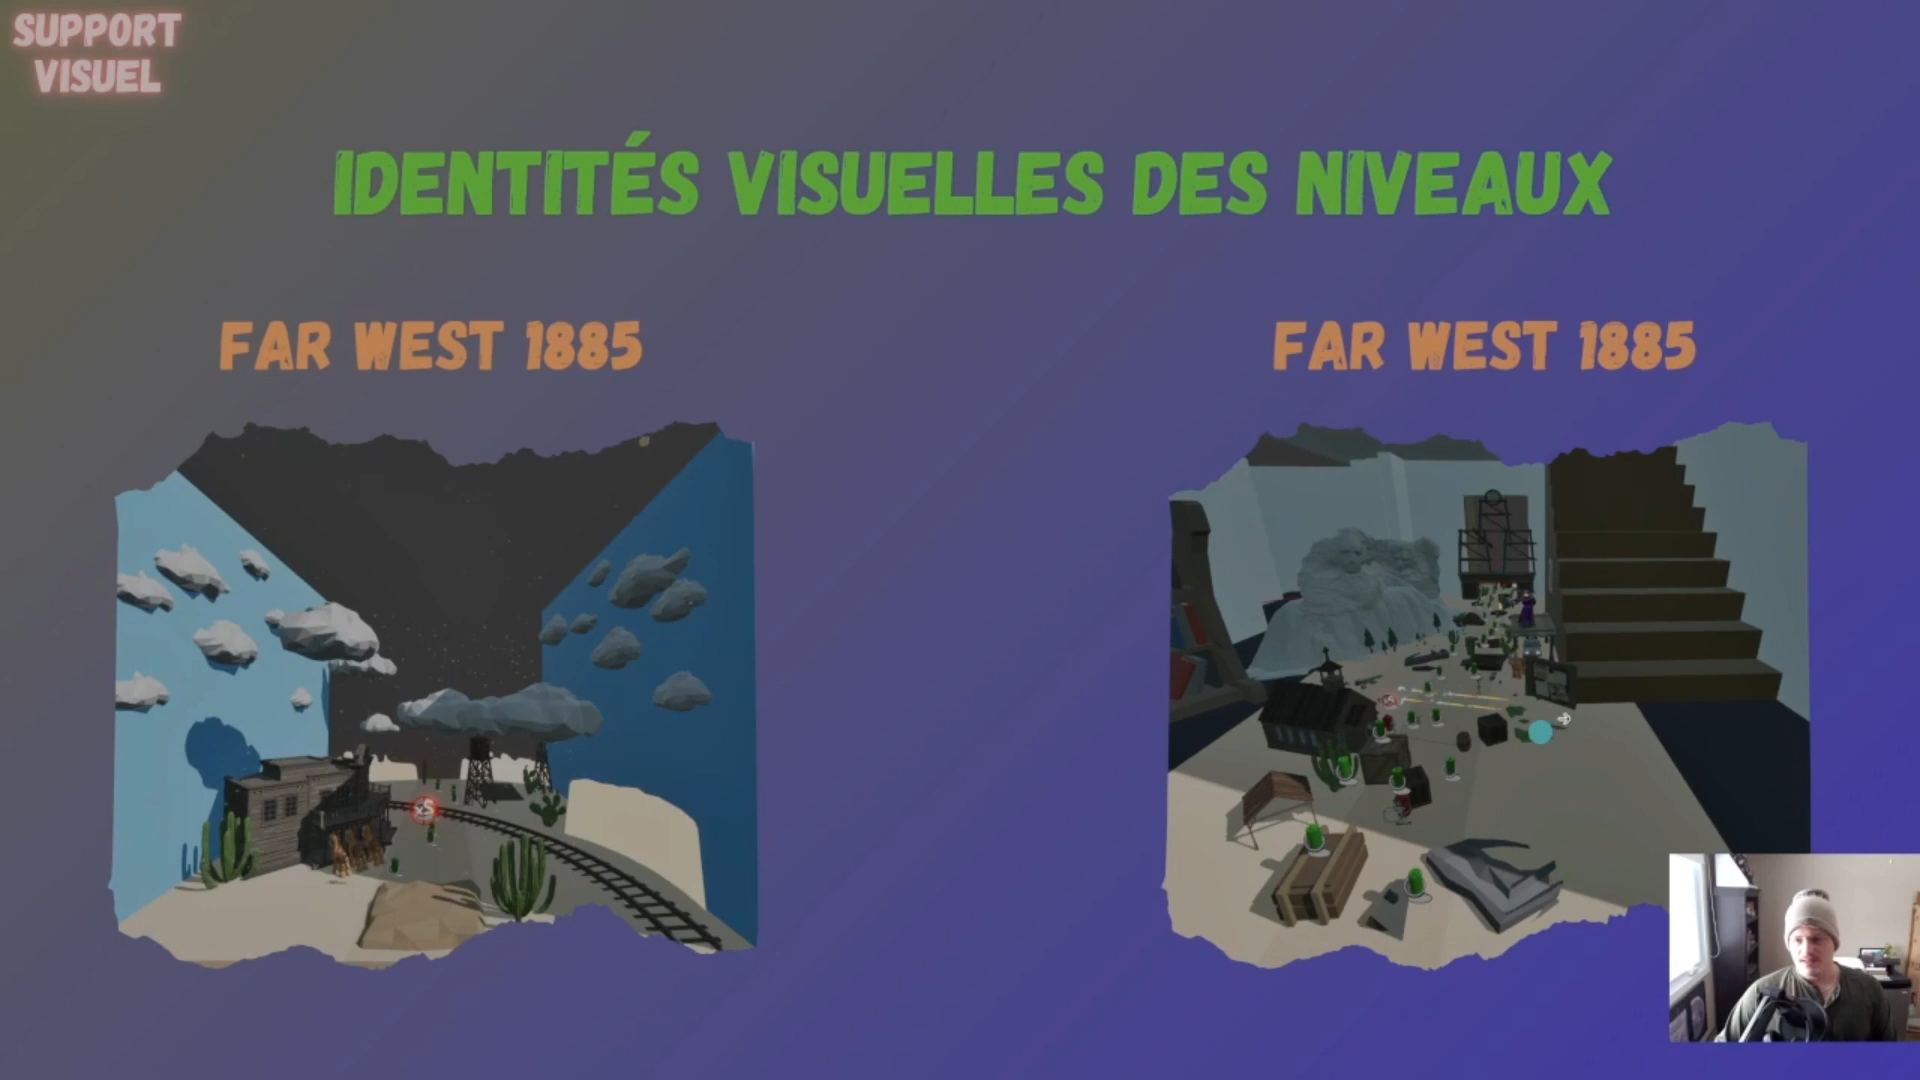 SUPPORT
VISUEL
IDENTITÉS VISUELLES DES NIVEAUX
FAR WEST 1885
FAR WEST 1885